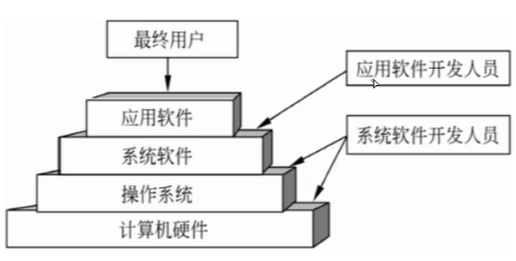 最终用户
应用软件开发人员
应用软件
系统软件开发人员
系统软件
操作系统
计算机硬件